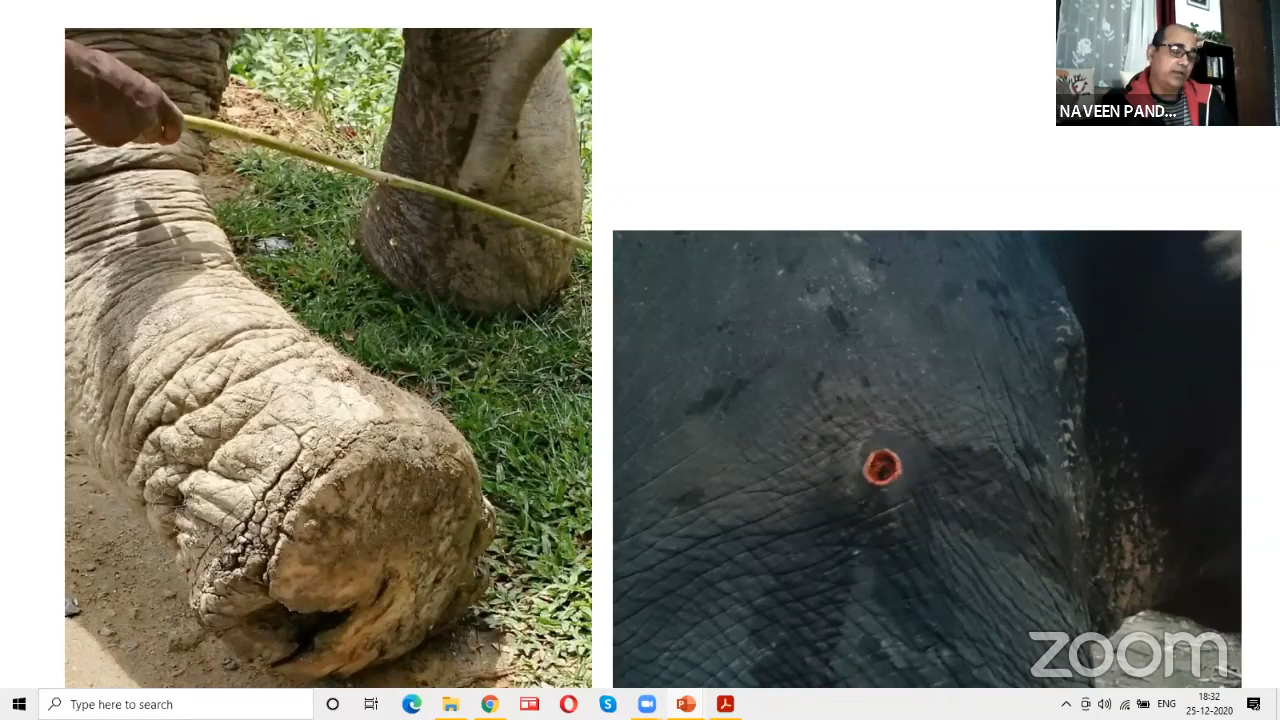 NAVEEN PAND...
zoom
Type here to search
ENG
18:32
25-12-2020